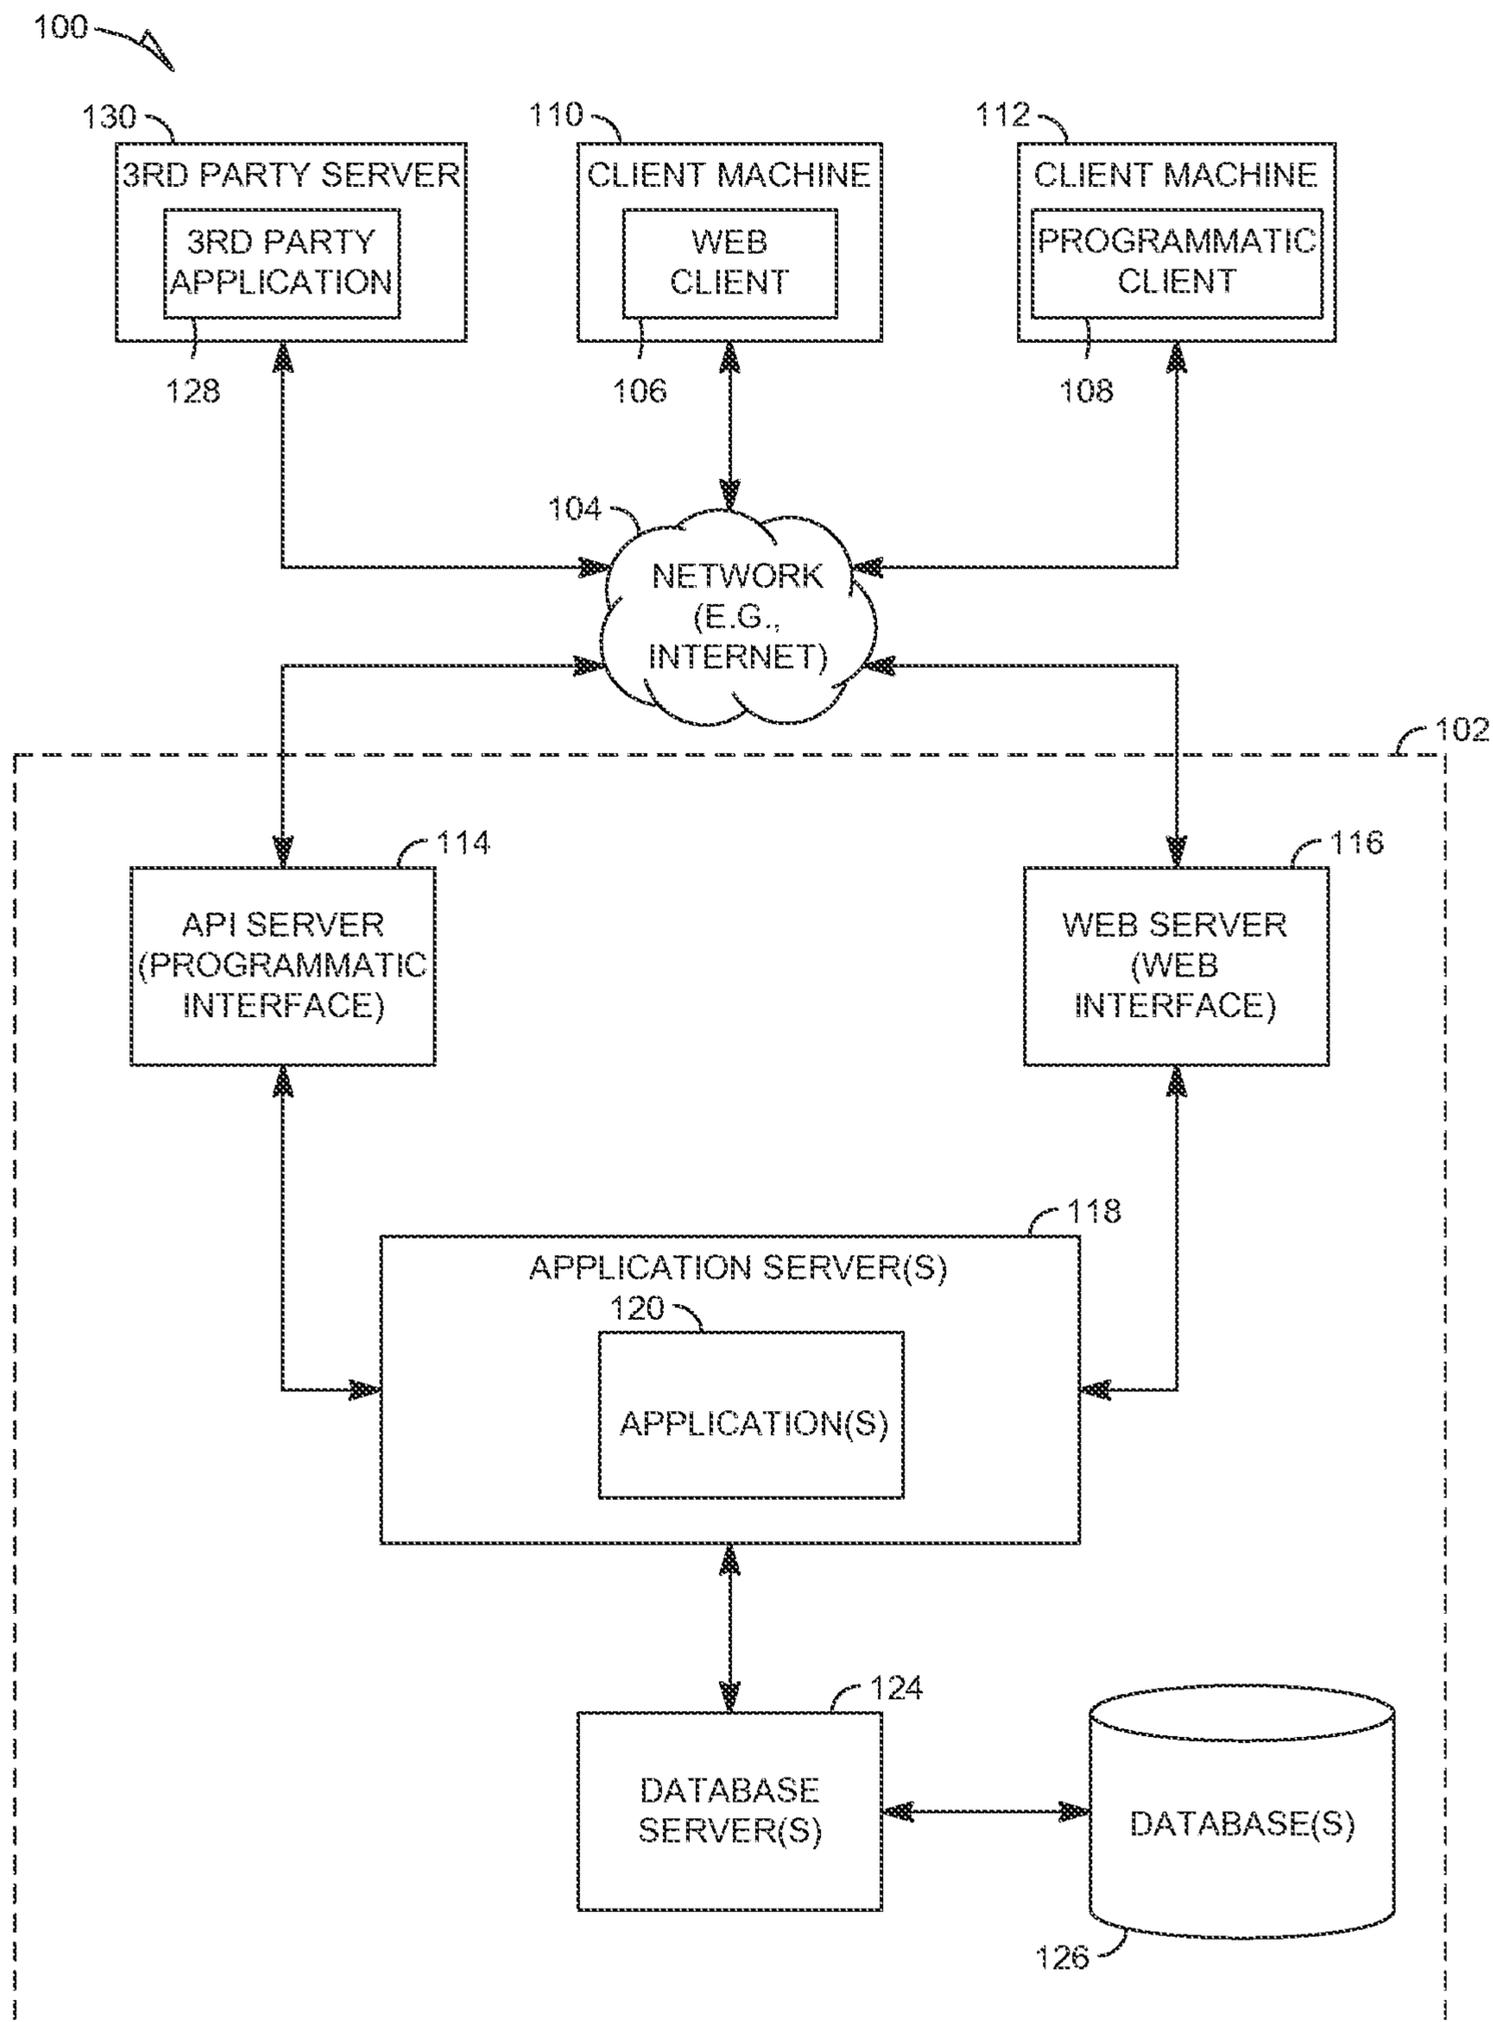 100
130
110
112
3RD PARTY SERVER
CLIENT MACHINE
CLIENT MACHINE
3RD PARTY
APPLICATION
WEB
CLIENT
PROGRAMMATIC
CLIENT
128
106
108
104
NETWORK
(E.G.,
INTERNET)
102
114
116
API SERVER
(PROGRAMMATIC
INTERFACE)
WEB SERVER
(WEB
INTERFACE)
118
APPLICATION SERVER(S)
120
APPLICATION(S)
124
DATABASE
SERVER(S)
DATABASE(S)
126